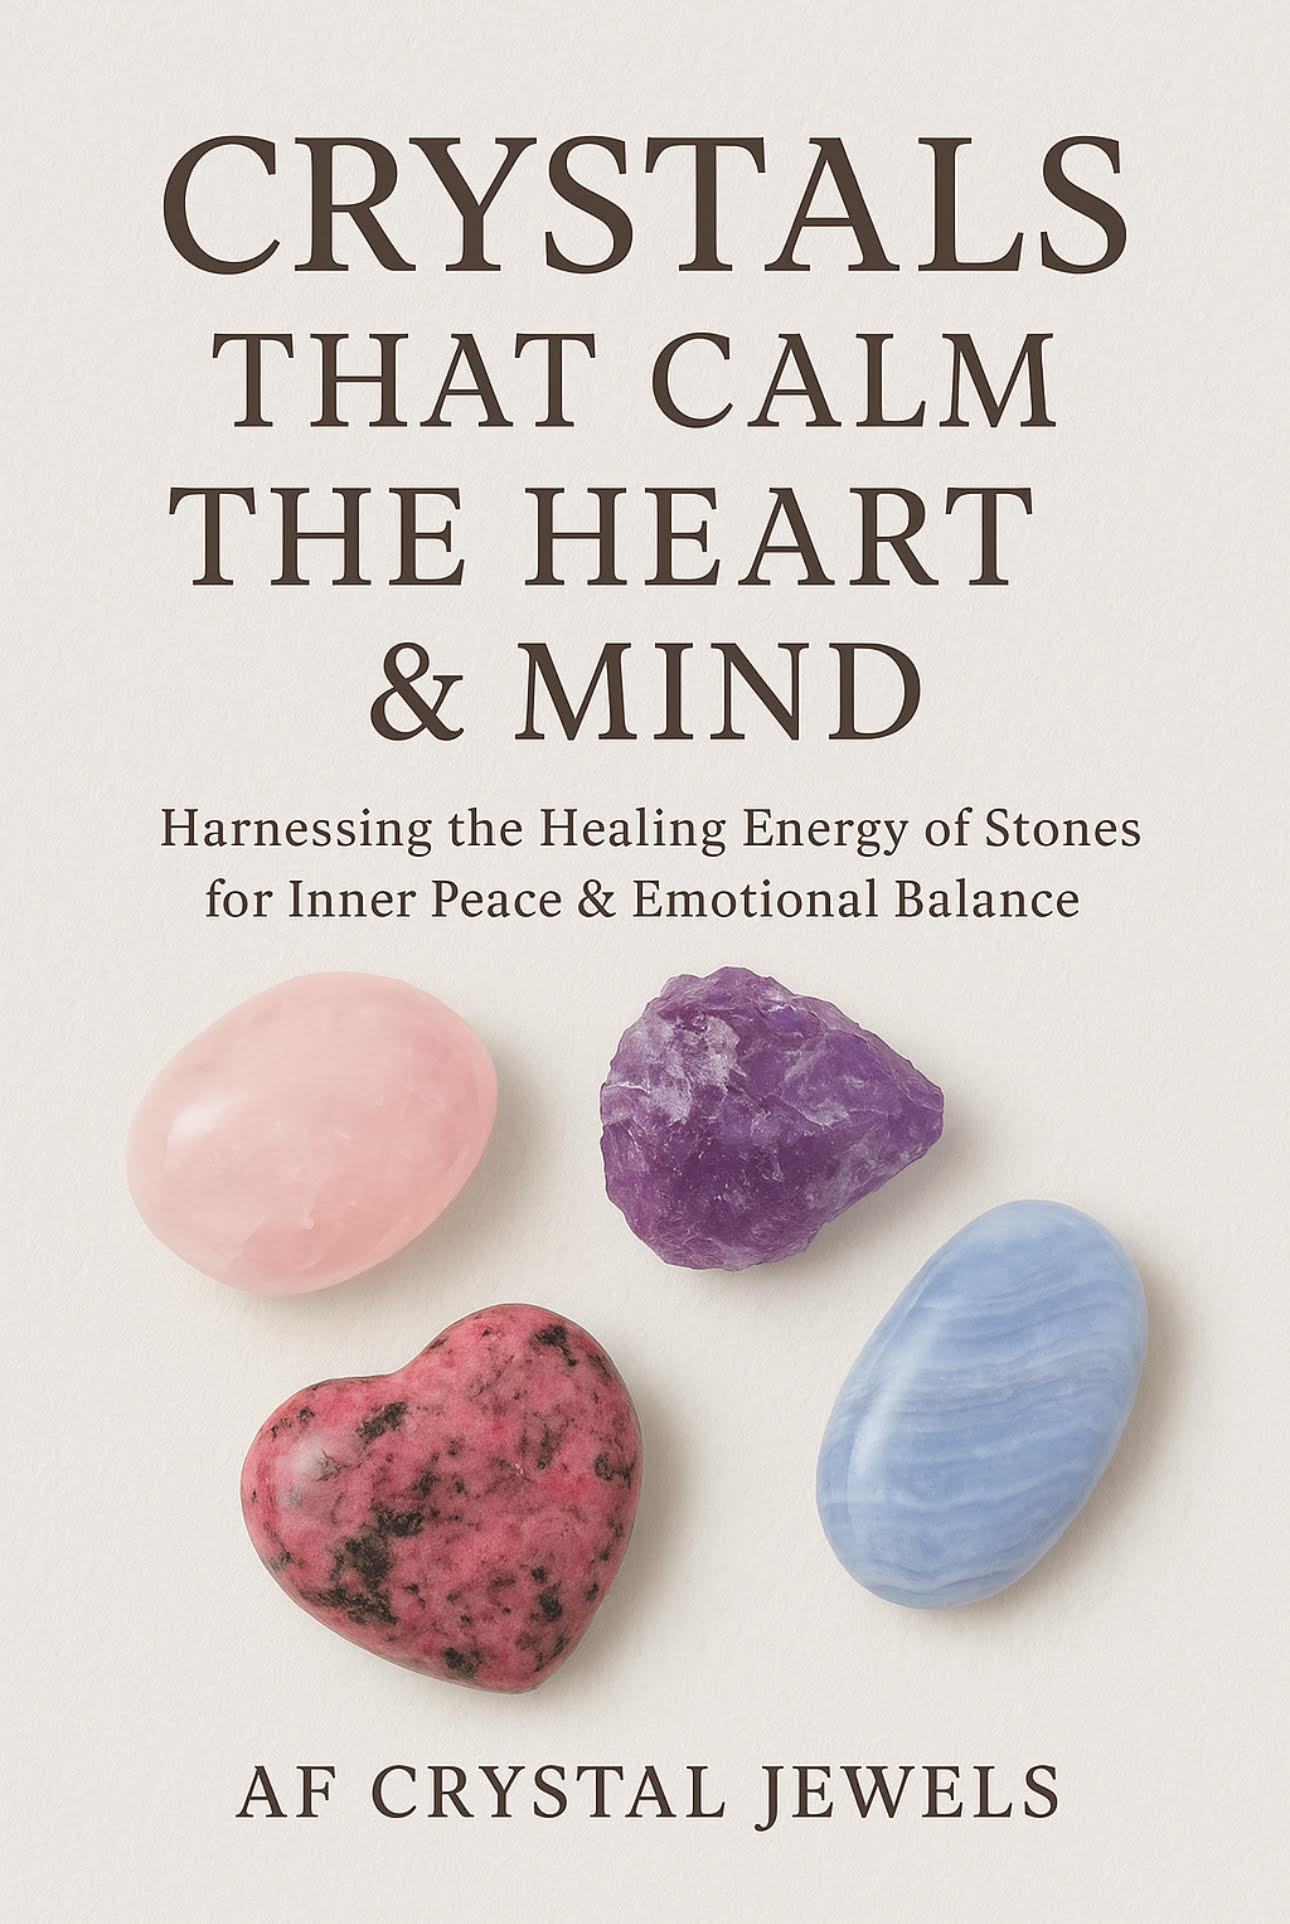 CRYSTALS
THAT CALM
THE HEART
& MIND
Harnessing the Healing Energy of Stones
for Inner Peace & Emotional Balance
AF CRYSTAL JEWELS